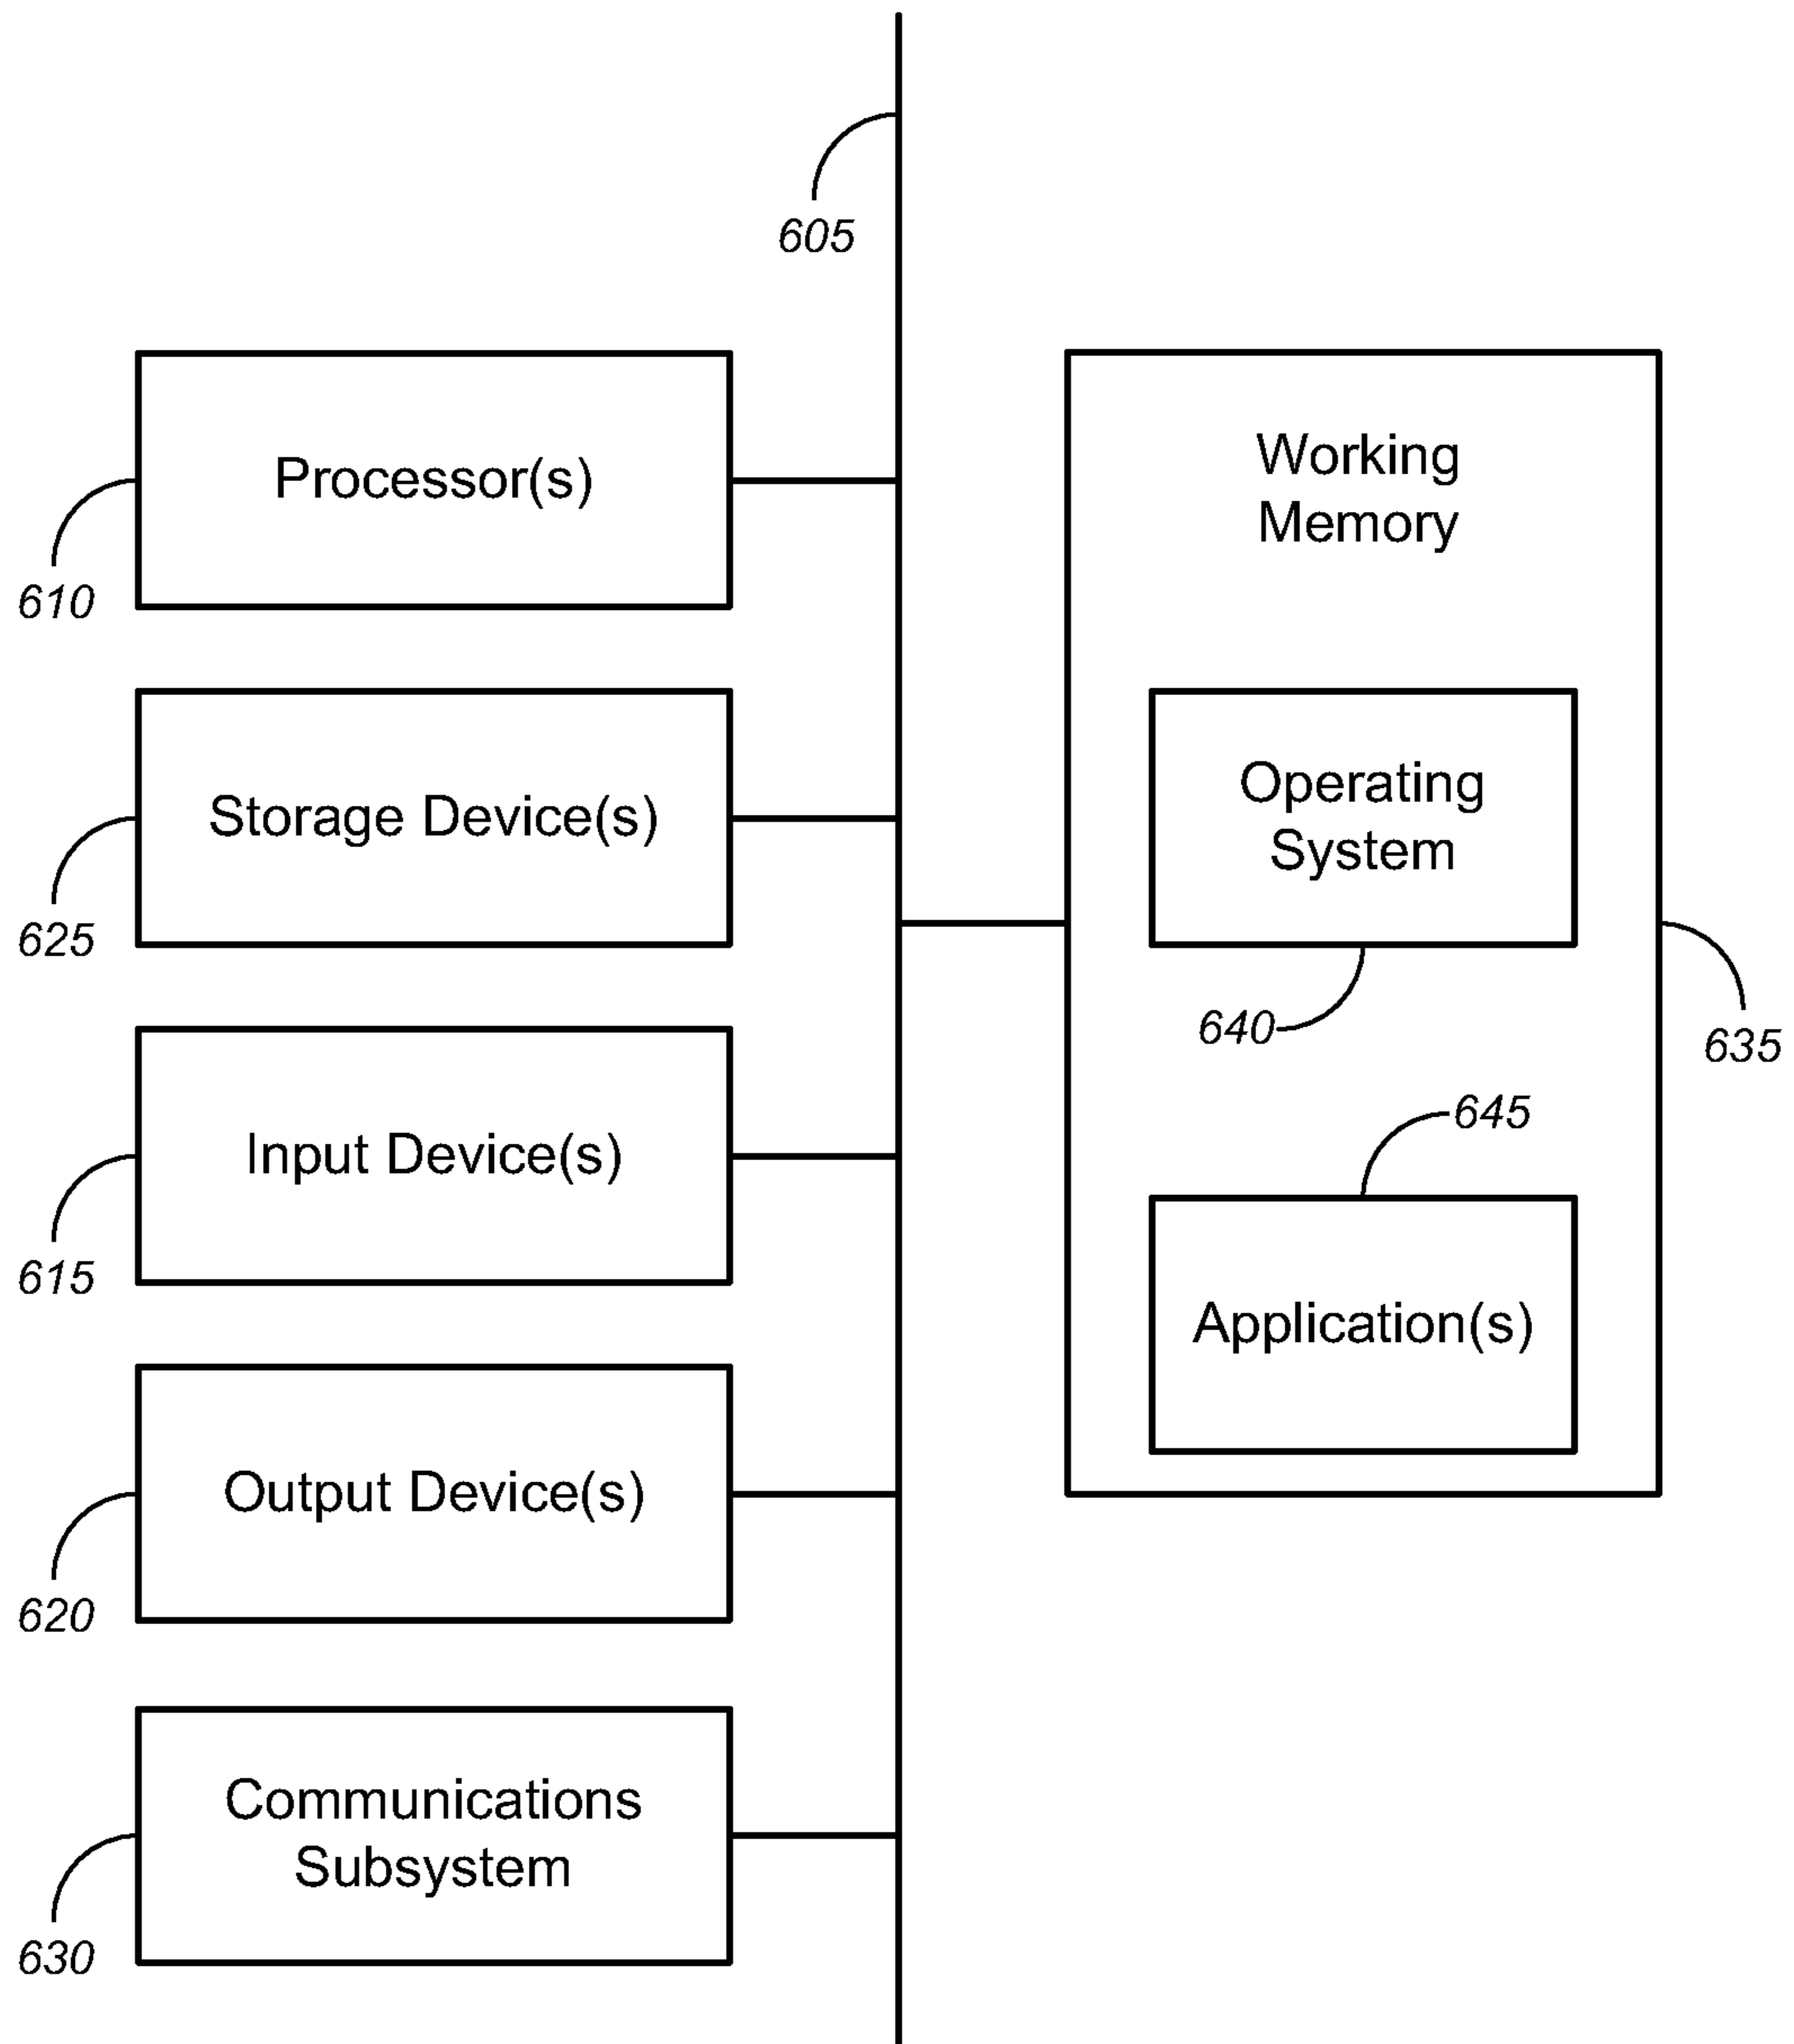 605
Processor(s)
610
Storage Device(s)
625
Input Device(s)
615
Output Device(s)
620
Communications
Subsystem
630
Working
Memory
Operating
System
640
635
645
Application(s)